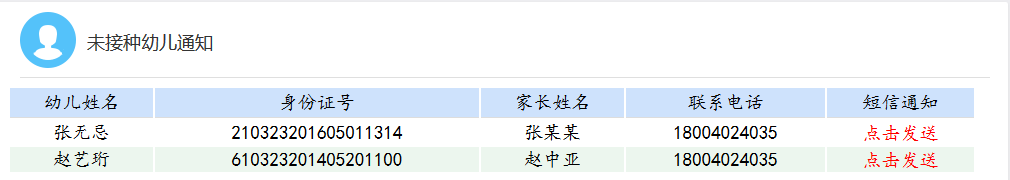 未接种幼儿通知
幼儿姓名 身份证号 家长姓名 联系电话 短信通知
张无忌 210323201605011314 张某某 18004024035 点击发送
赵艺珩 610323201405201100 赵中亚 18004024035 点击发送